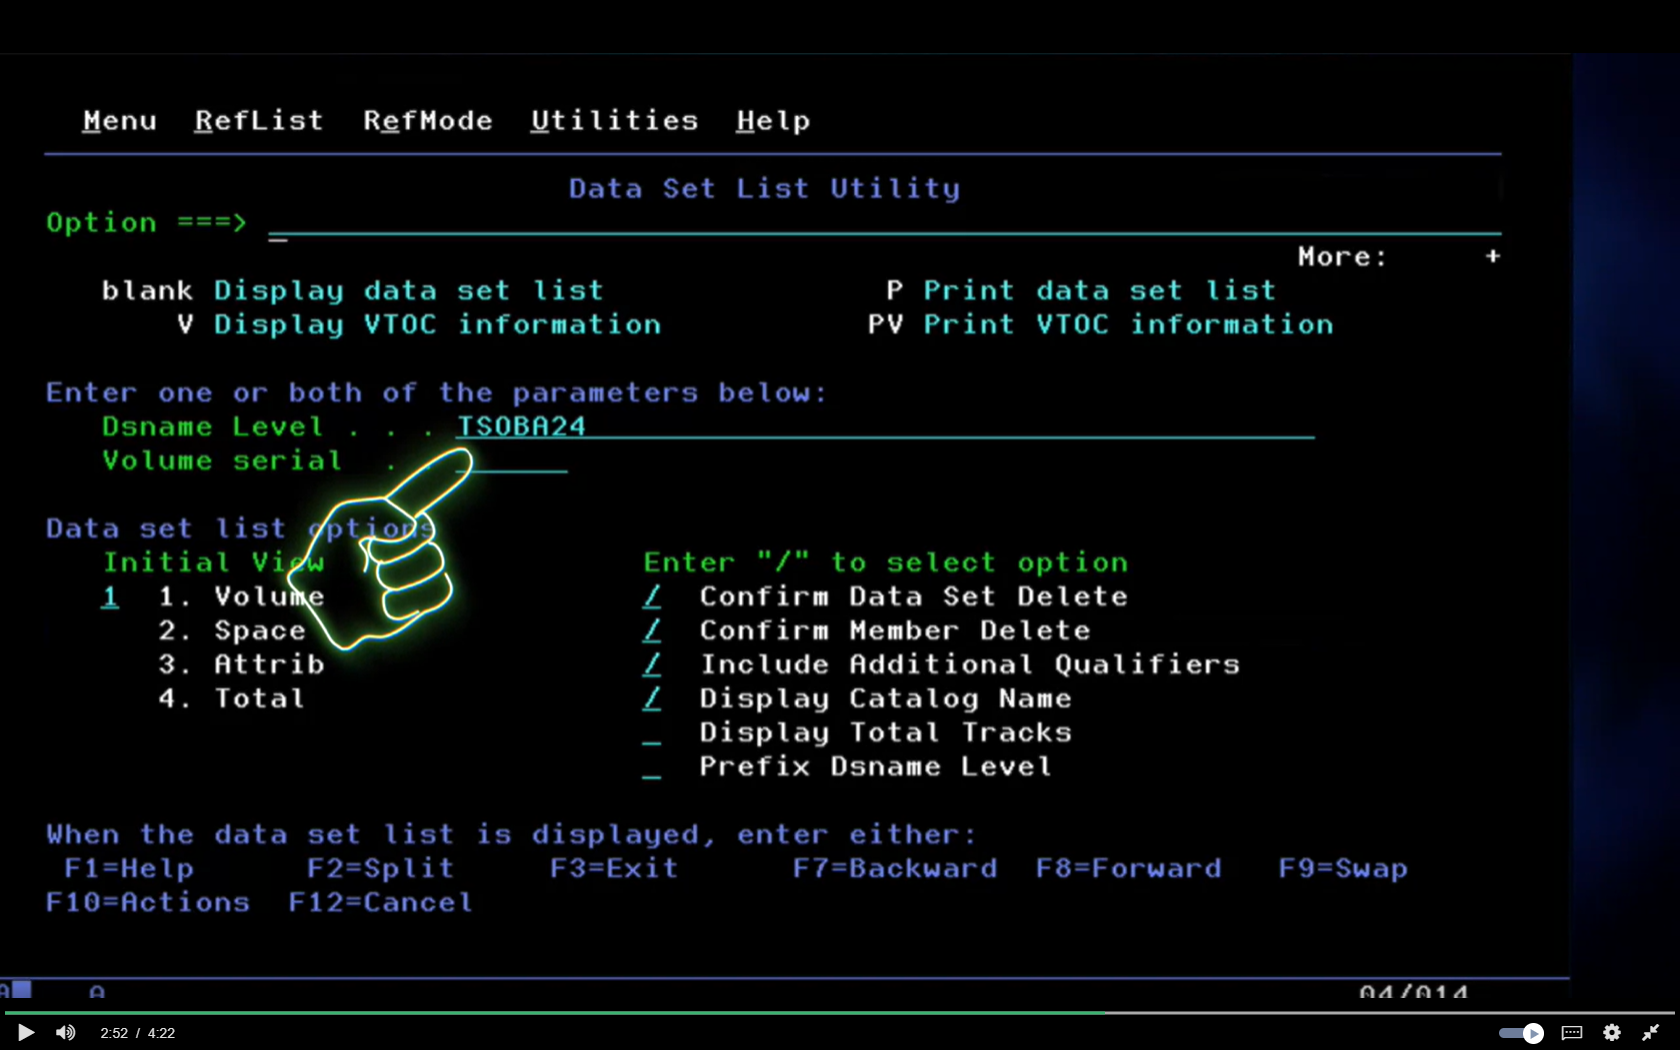 Menu RefList RefMode Utilities Help
Data Set List Utility
Option ===>
More: +
blank Display data set list P Print data set list
V Display VTOC information PV Print VTOC information
Enter one or both of the parameters below:
Dsname Level . . . TSOBA24
Volume serial .
Data set list options
Initial View Enter "/" to select option
1 1. Volume / Confirm Data Set Delete
2. Space / Confirm Member Delete
3. Attrib / Include Additional Qualifiers
4. Total / Display Catalog Name
_ Display Total Tracks
_ Prefix Dsname Level
When the data set list is displayed, enter either:
F1=Help F2=Split F3=Exit F7=Backward F8=Forward F9=Swap
F10=Actions F12=Cancel
A A 04/014
2:52 / 4:22